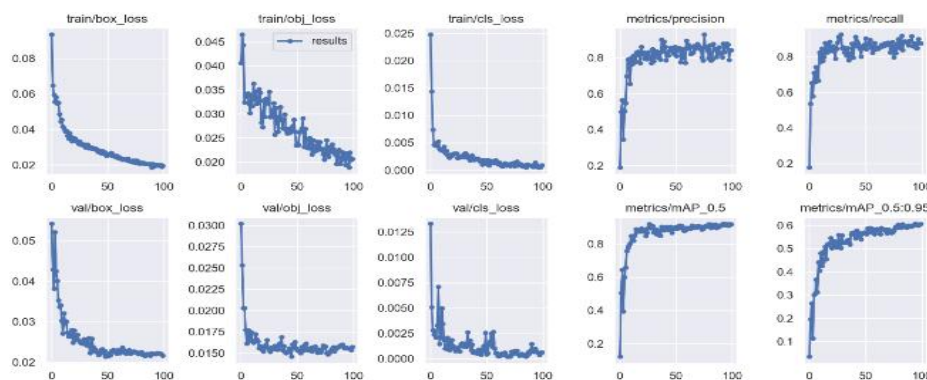 train/box_loss
train/obj_loss
train/cls_loss
metrics/precision
metrics/recall
0.08
0.06
0.04
0.02
0 50 100
0.045
0.040
0.035
0.030
0.025
0.020
results
0 50 100
0.025
0.020
0.015
0.010
0.005
0.000
0 50 100
0.8
0.6
0.4
0.2
0 50 100
0.8
0.6
0.4
0.2
0 50 100
val/box_loss
val/obj_loss
val/cls_loss
metrics/mAP_0.5
metrics/mAP_0.5:0.95
0.05
0.04
0.03
0.02
0 50 100
0.0300
0.0275
0.0250
0.0225
0.0200
0.0175
0.0150
0 50 100
0.0125
0.0100
0.0075
0.0050
0.0025
0.0000
0 50 100
0.8
0.6
0.4
0.2
0 50 100
0.6
0.5
0.4
0.3
0.2
0.1
0 50 100